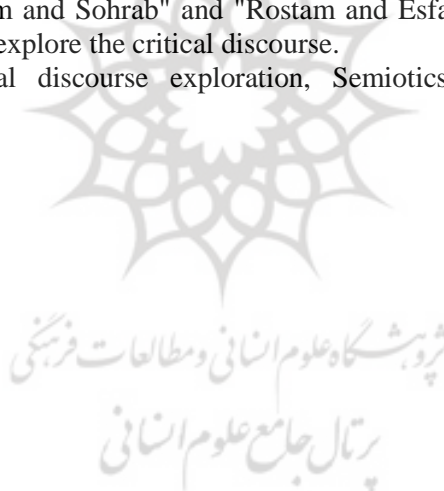 m and Sohrab" and "Rostam and Esfa
explore the critical discourse.
al discourse exploration, Semiotics
پژوهشگاه علوم انسانی و مطالعات فرهنگی
پرتال جامع علوم انسانی